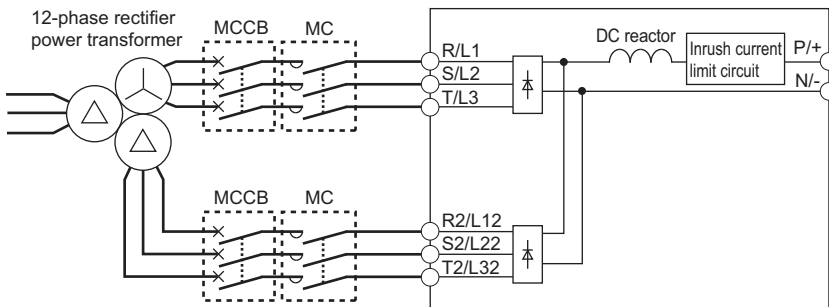 12-phase rectifier
power transformer
MCCB
MC
R/L1
S/L2
T/L3
DC reactor
Inrush current
limit circuit
P/+
N/-
MCCB
MC
R2/L12
S2/L22
T2/L32